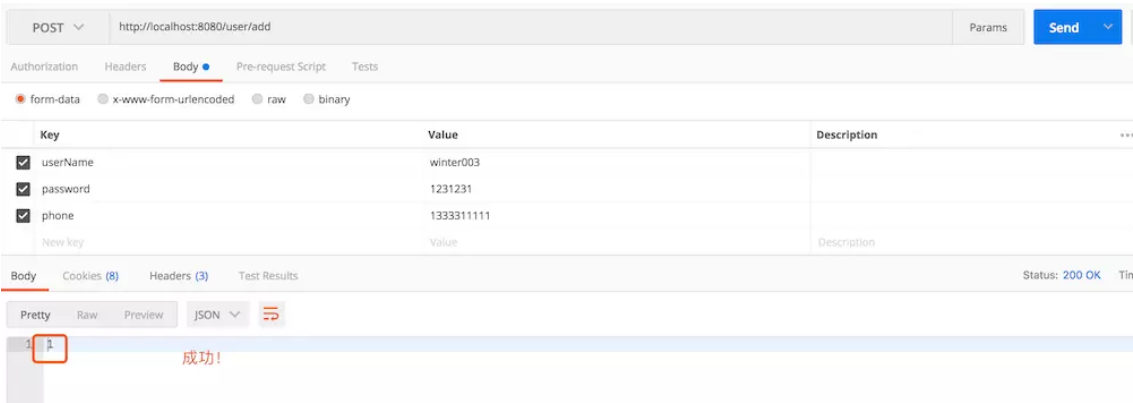 POST http://localhost:8080/user/add Params Send
Authorization Headers Body Pre-request Script Tests
form-data x-www-form-urlencoded raw binary
Key Value Description
userName winter003
password 1231231
phone 1333311111
New key Value Description
Body Cookies (8) Headers (3) Test Results Status: 200 OK
Pretty Raw Preview JSON
1 1
成功!